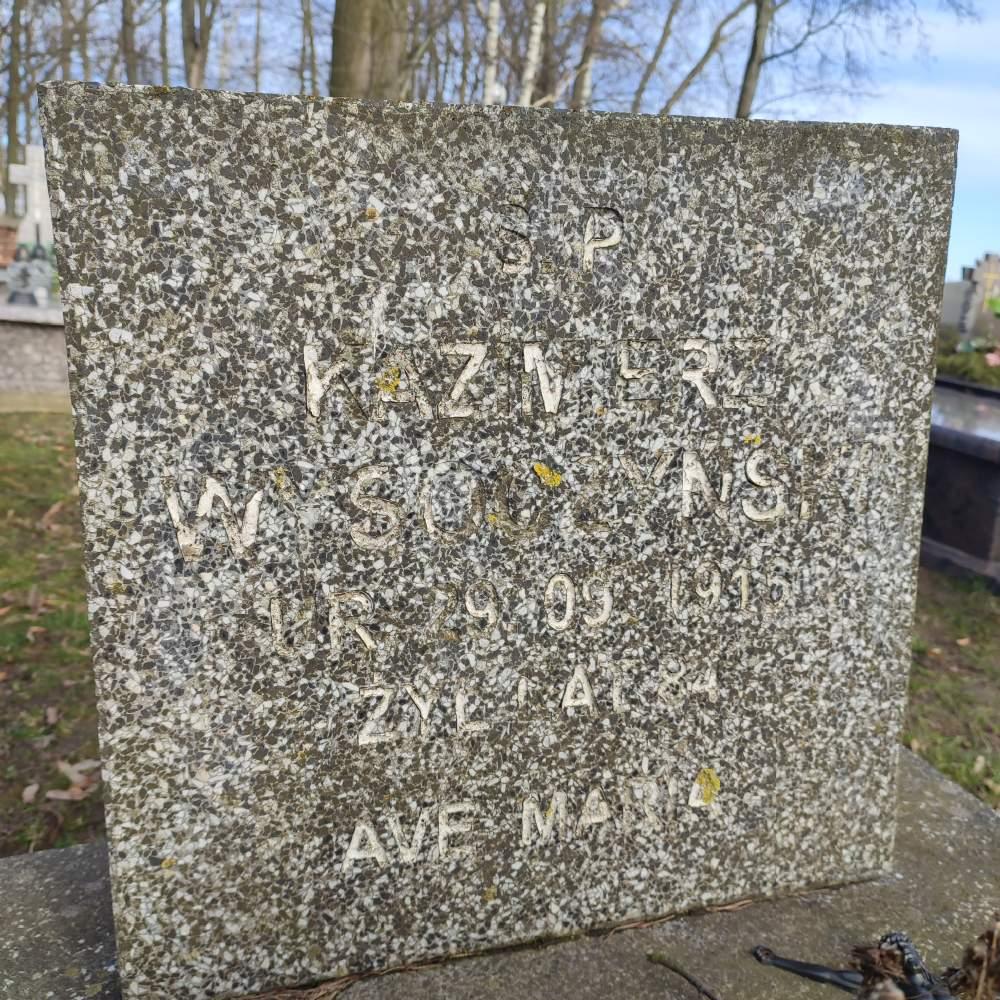 Ś.P
KAZIMIERZ
WYSOCZYŃSKI
UR. 29.09.1915
ŻYŁ LAT 84
AVE MARIA